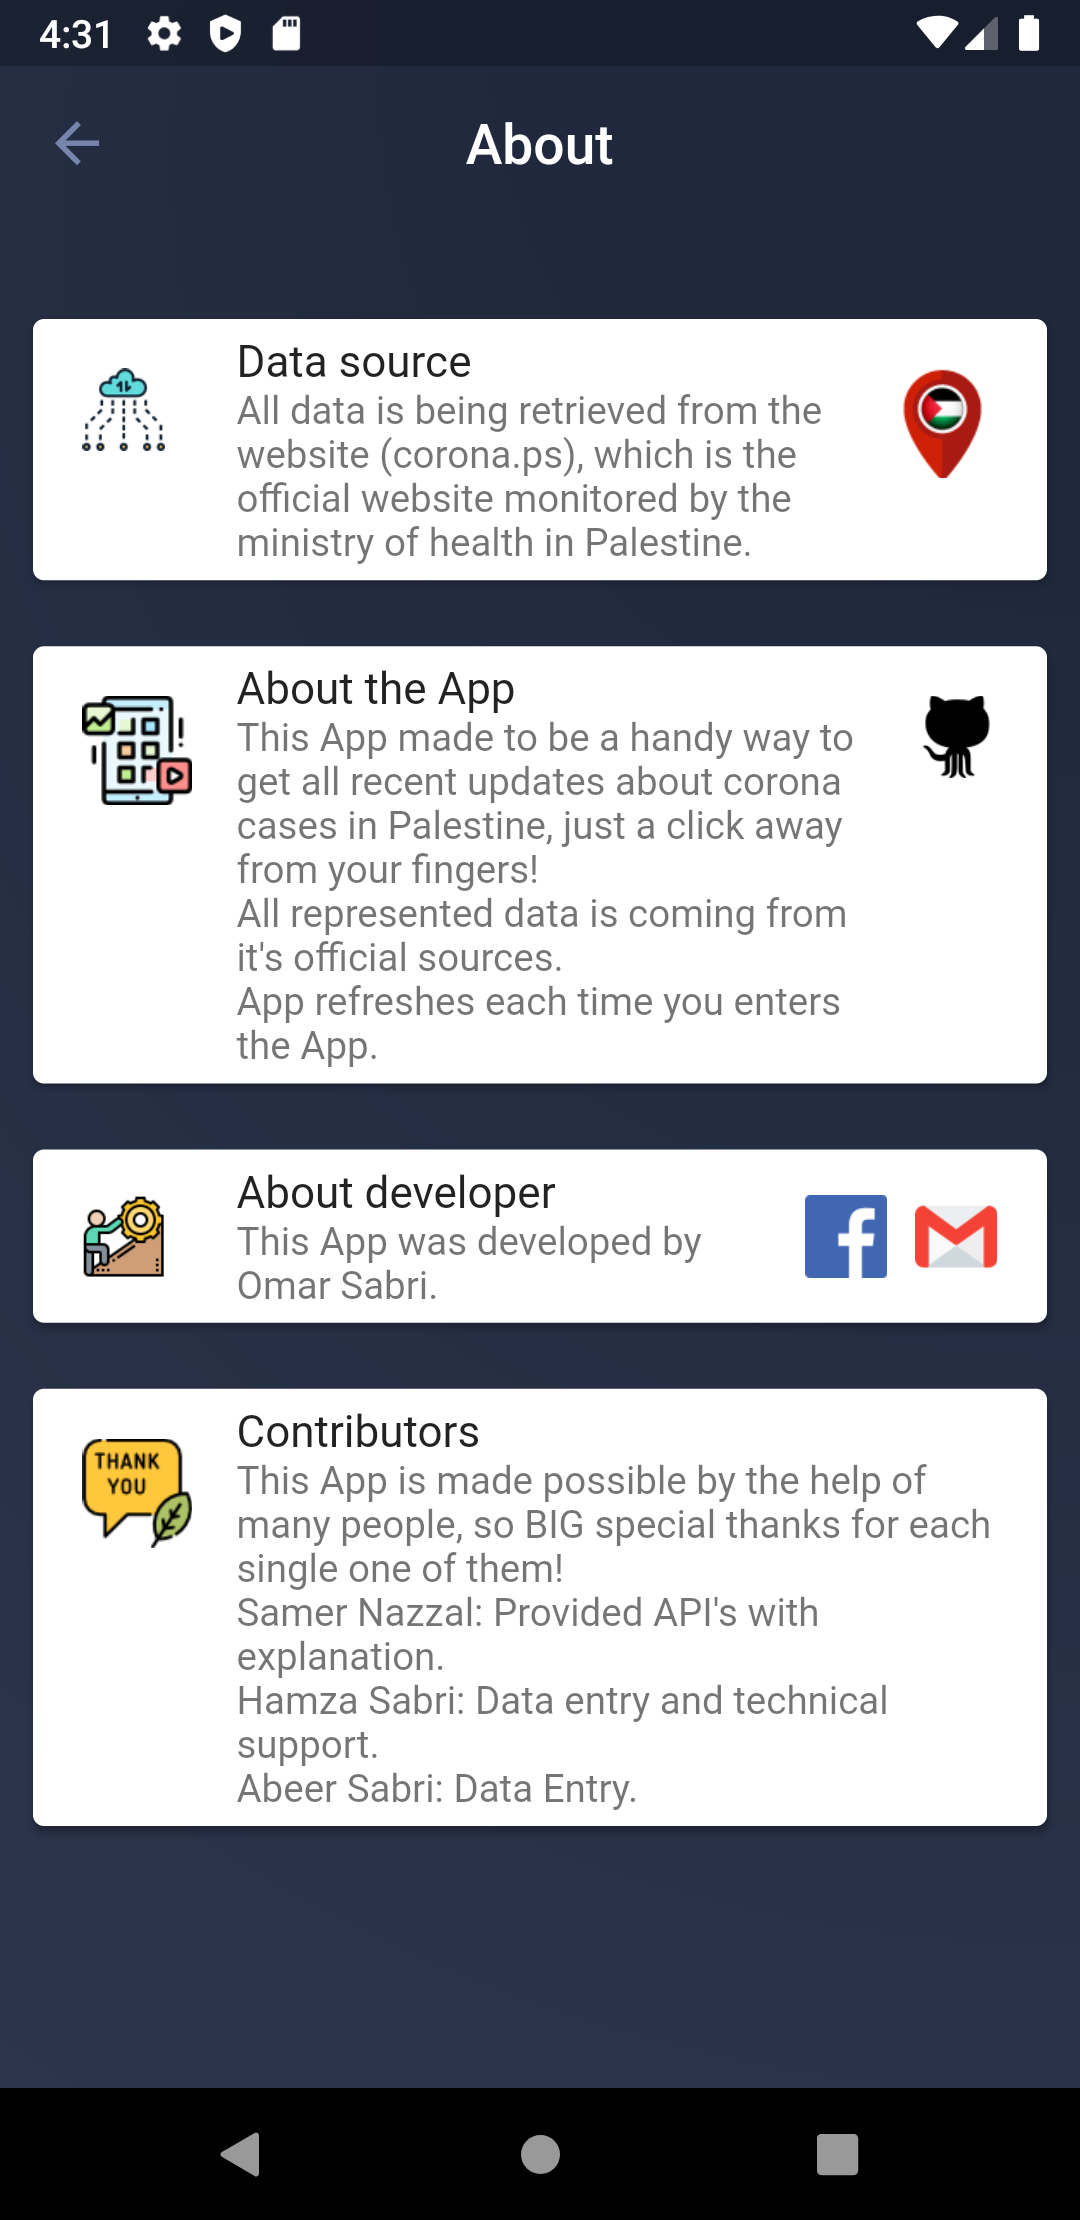 4:31
About
Data source
All data is being retrieved from the
website (corona.ps), which is the
official website monitored by the
ministry of health in Palestine.
About the App
This App made to be a handy way to
get all recent updates about corona
cases in Palestine, just a click away
from your fingers!
All represented data is coming from
it's official sources.
App refreshes each time you enters
the App.
About developer
This App was developed by
Omar Sabri.
THANK
YOU
Contributors
This App is made possible by the help of
many people, so BIG special thanks for each
single one of them!
Samer Nazzal: Provided API's with
explanation.
Hamza Sabri: Data entry and technical
support.
Abeer Sabri: Data Entry.